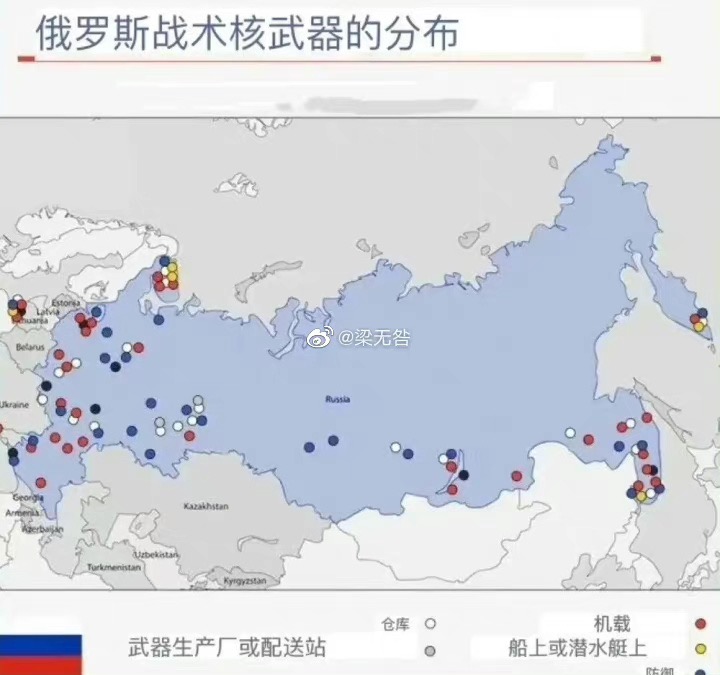 俄罗斯战术核武器的分布
Estonia
Latvia
Lithuania
Belarus
@梁无咎
Ukraine
Russia
Georgia
Armenia
Azerbaijan
Kazakhstan
Uzbekistan
Turkmenistan
Kyrgyzstan
仓库
机载
武器生产厂或配送站
船上或潜水艇上
防御